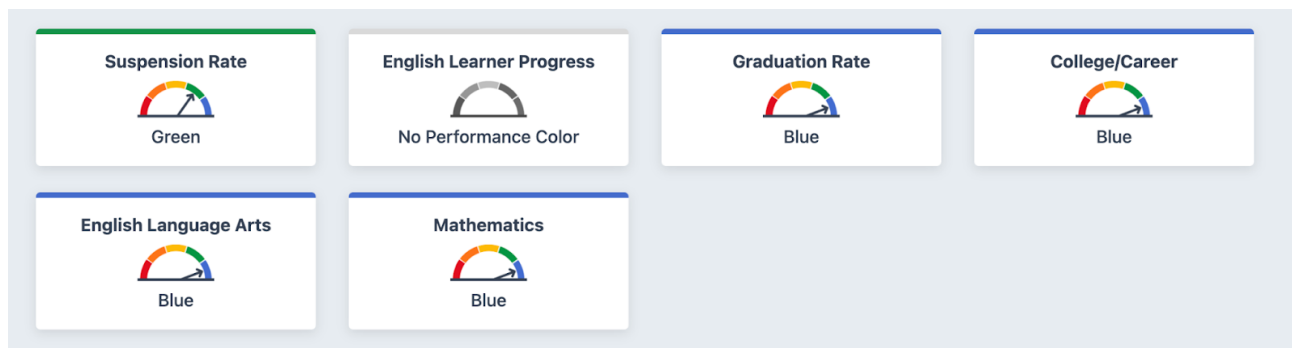 Suspension Rate
Green
English Learner Progress
No Performance Color
Graduation Rate
Blue
College/Career
Blue
English Language Arts
Blue
Mathematics
Blue